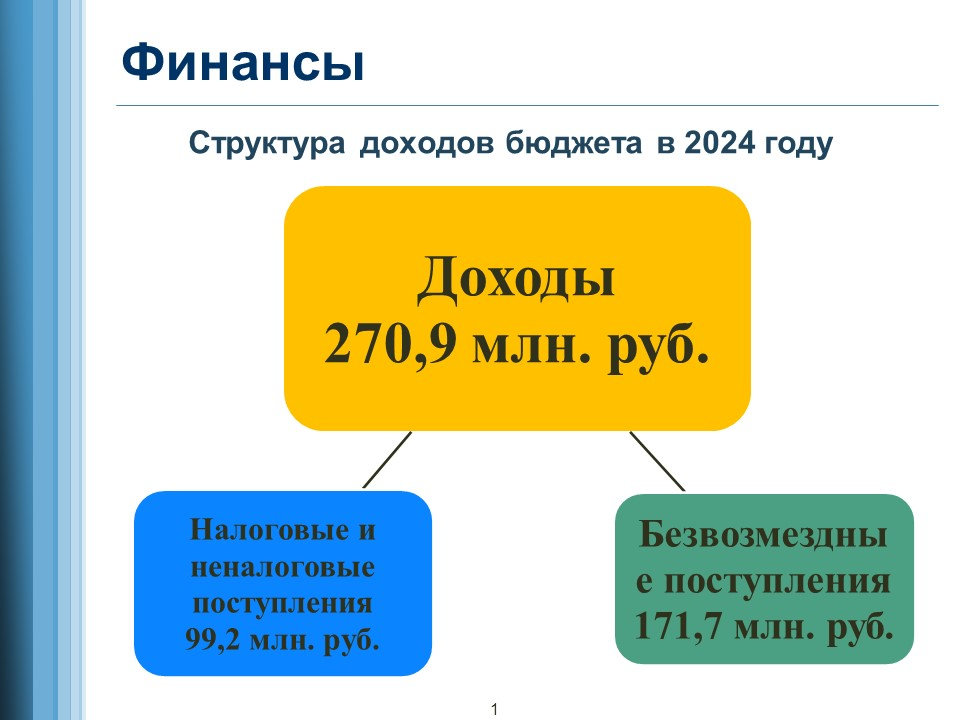 Финансы
Структура доходов бюджета в 2024 году
Доходы
270,9 млн. руб.
Налоговые и
неналоговые
поступления
99,2 млн. руб.
Безвозмездны
е поступления
171,7 млн. руб.
1